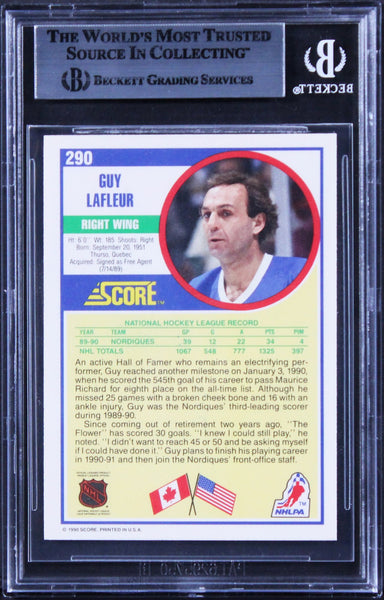 THE WORLD'S MOST TRUSTED
SOURCE IN COLLECTING™
BECKETT GRADING SERVICES
BECKETT
290
GUY
LAFLEUR
RIGHT WING
Ht: 6'0" Wt: 185 Shoots: Right
Born: September 20, 1951
Thurso, Quebec
Acquired: Signed as Free Agent
(7/14/89)
SCORE™
NATIONAL HOCKEY LEAGUE RECORD
YEAR TEAM GP G A PTS PIM
89-90 NORDIQUES 39 12 22 34 4
NHL TOTALS 1067 548 777 1325 397
An active Hall of Famer who remains an electrifying per-
former, Guy reached another milestone on January 3, 1990,
when he scored the 545th goal of his career to pass Maurice
Richard for eighth place on the all-time list. Although he
missed 25 games with a broken cheek bone and 16 with an
ankle injury, Guy was the Nordiques' third-leading scorer
during 1989-90.
Since coming out of retirement two years ago, "The
Flower" has scored 30 goals. "I knew I could still play," he
noted. "I didn't want to reach 45 or 50 and be asking myself
if I could have done it." Guy plans to finish his playing career
in 1990-91 and then join the Nordiques' front-office staff.
NHL
NHLPA
™
© 1990 SCORE, PRINTED IN U.S.A.